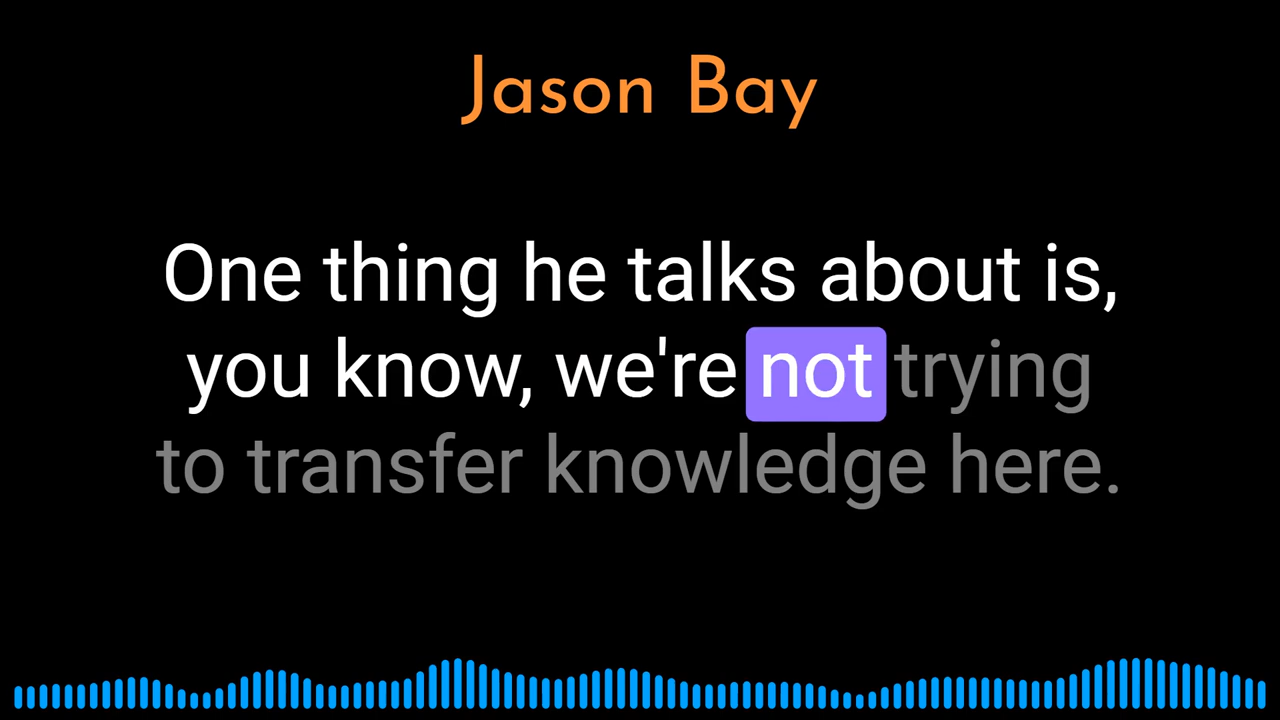 Jason Bay
One thing he talks about is,
you know, we're not trying
to transfer knowledge here.